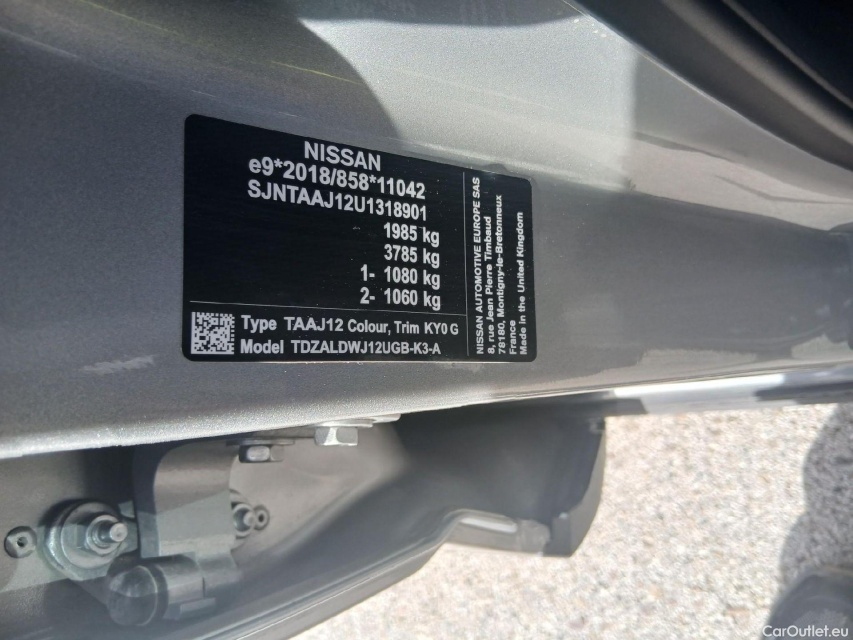 NISSAN
e9*2018/858*11042
SJNTAAJ12U1318901
1985 kg
3785 kg
1- 1080 kg
2- 1060 kg
Type TAAJ12 Colour, Trim KY0 G
Model TDZALDWJ12UGB-K3-A
NISSAN AUTOMOTIVE EUROPE SAS
8, rue Jean Pierre Timbaud
78180, Montigny-le-Bretonneux
France
Made in the United Kingdom
CarOutlet.eu